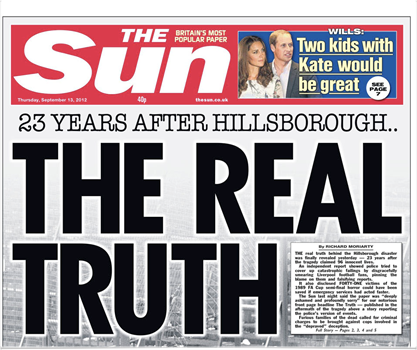 THE
Sun
BRITAIN'S MOST
POPULAR PAPER
Thursday, September 13, 2012
40p
thesun.co.uk
WILLS:
Two kids with
Kate would
be great
SEE
PAGE
7
23 YEARS AFTER HILLSBOROUGH..
THE REAL
TRUTH
By RICHARD MORIARTY
THE real truth behind the Hillsborough disaster
was finally revealed yesterday — 23 years after
the tragedy claimed 96 innocent lives.
An independent report showed police tried to
cover up catastrophic failings by disgracefully
smearing Liverpool football fans, pinning the
blame on them and falsifying reports.
It also disclosed FORTY-ONE victims of the
1989 FA Cup semi-final horror could have been
saved if emergency services had acted faster.
The Sun last night said the paper was "deeply
ashamed and profoundly sorry" for our notorious
front page headline The Truth — published in the
aftermath of the tragedy above a story reporting
the police's version of events.
Furious families of the dead called for criminal
charges to be brought against cops involved in
the "depraved" deception.
Full Story — Pages 2, 3, 4 and 5